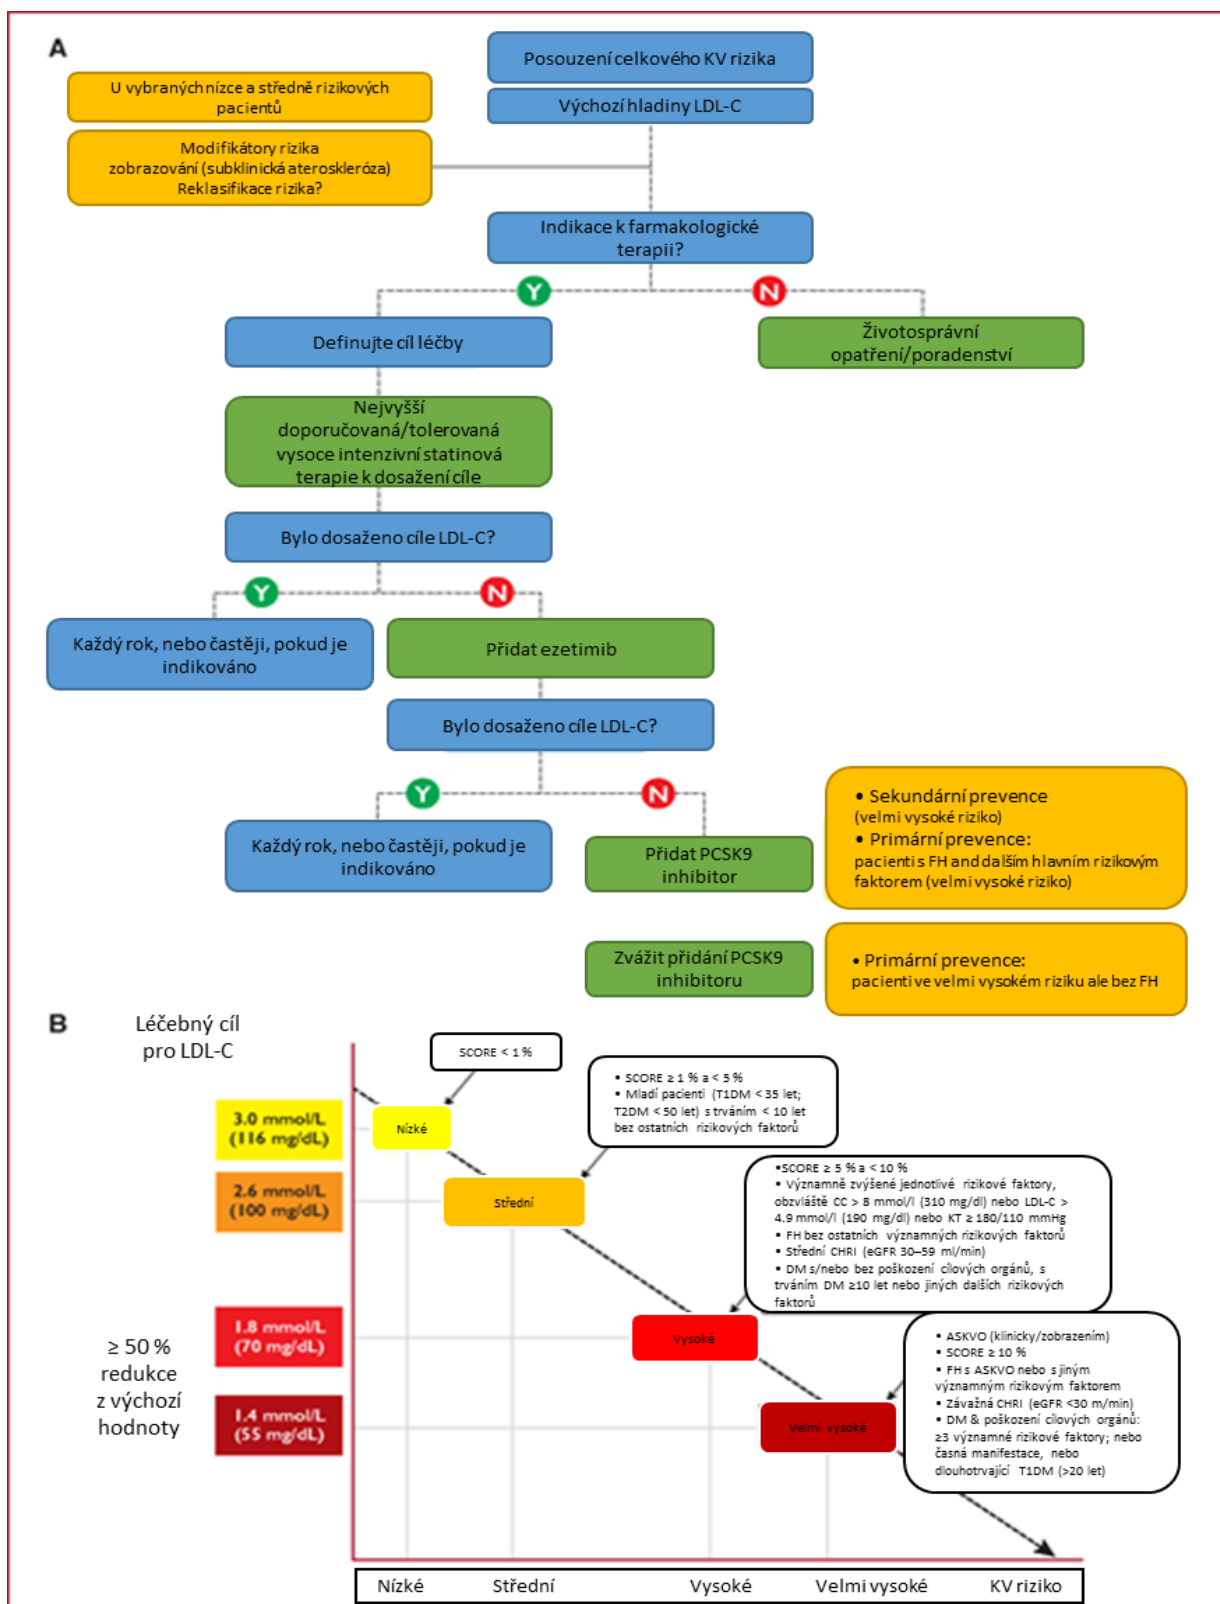 A
Posouzení celkového KV rizika
U vybraných nízce a středně rizikových
pacientů
Výchozí hladiny LDL-C
Modifikátory rizika
zobrazování (subklinická ateroskleróza)
Reklasifikace rizika?
Indikace k farmakologické
terapii?
Y
N
Definujte cíl léčby
Životosprávní
opatření/poradenství
Nejvyšší
doporučovaná/tolerovaná
vysoce intenzivní statinová
terapie k dosažení cíle
Bylo dosaženo cíle LDL-C?
Y
N
Každý rok, nebo častěji, pokud je
indikováno
Přidat ezetimib
Bylo dosaženo cíle LDL-C?
Y
N
Každý rok, nebo častěji, pokud je
indikováno
Přidat PCSK9
inhibitor
• Sekundární prevence
(velmi vysoké riziko)
• Primární prevence:
pacienti s FH and dalším hlavním rizikovým
faktorem (velmi vysoké riziko)
Zvážit přidání PCSK9
inhibitoru
• Primární prevence:
pacienti ve velmi vysokém riziku ale bez FH
B
Léčebný cíl
pro LDL-C
SCORE < 1 %
• SCORE ≥ 1 % a < 5 %
• Mladí pacienti (T1DM < 35 let;
T2DM < 50 let) s trváním < 10 let
bez ostatních rizikových faktorů
3.0 mmol/L
(116 mg/dL)
Nízké
2.6 mmol/L
(100 mg/dL)
Střední
•SCORE ≥ 5 % a < 10 %
• Významně zvýšené jednotlivé rizikové faktory,
obzvláště CC > 8 mmol/l (310 mg/dl) nebo LDL-C >
4.9 mmol/l (190 mg/dl) nebo KT ≥ 180/110 mmHg
• FH bez ostatních významných rizikových faktorů
• Střední CHRI (eGFR 30–59 ml/min)
• DM s/nebo bez poškození cílových orgánů, s
trváním DM ≥10 let nebo jiných dalších rizikových
faktorů
1.8 mmol/L
(70 mg/dL)
Vysoké
≥ 50 %
redukce
z výchozí
hodnoty
1.4 mmol/L
(55 mg/dL)
Velmi vysoké
• ASKVO (klinicky/zobrazením)
• SCORE ≥ 10 %
• FH s ASKVO nebo s jiným
významným rizikovým faktorem
• Závažná CHRI (eGFR <30 m/min)
• DM & poškození cílových orgánů:
≥3 významné rizikové faktory; nebo
časná manifestace, nebo
dlouhotrvající T1DM (>20 let)
Nízké Střední Vysoké Velmi vysoké KV riziko